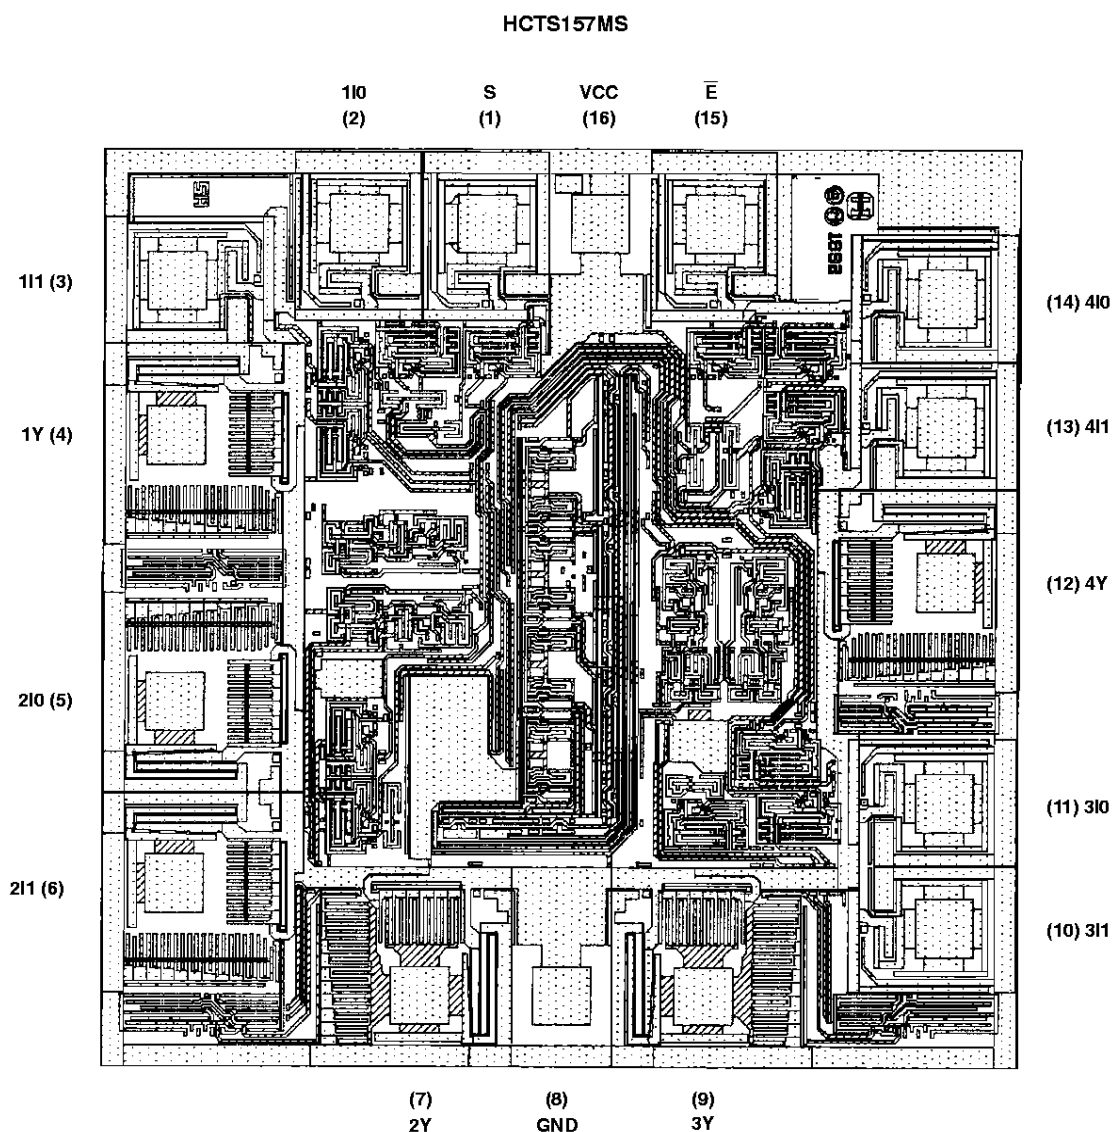 HCTS157MS
1I0 S VCC E̅
(2) (1) (16) (15)
1I1 (3)
(14) 4I0
1Y (4)
(13) 4I1
(12) 4Y
2I0 (5)
(11) 3I0
2I1 (6)
(10) 3I1
(7) (8) (9)
2Y GND 3Y